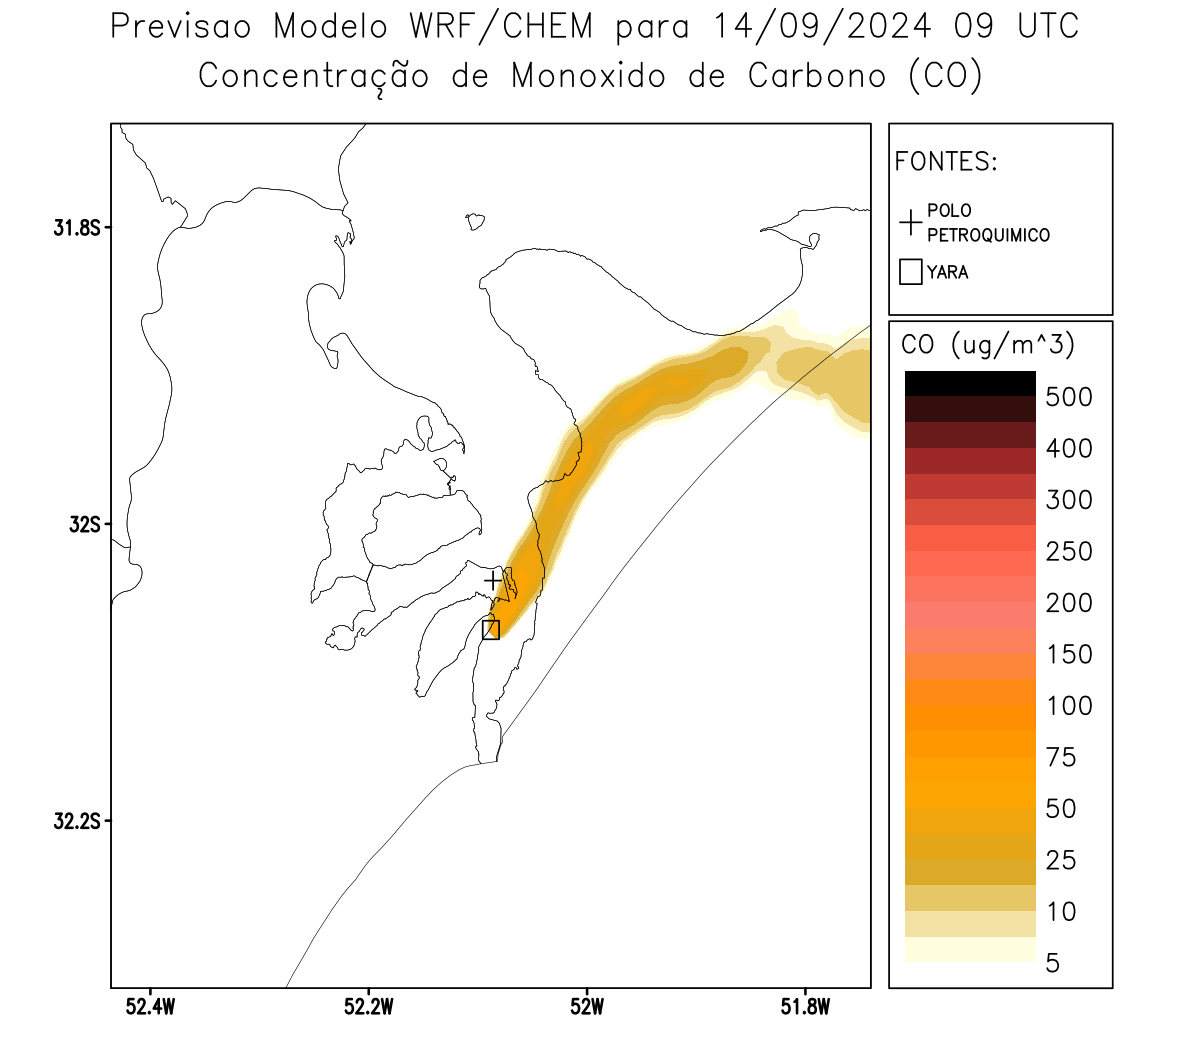 Previsao Modelo WRF/CHEM para 14/09/2024 09 UTC
Concentração de Monoxido de Carbono (CO)
FONTES:
POLO
PETROQUIMICO
YARA
31.8S
32S
32.2S
52.4W
52.2W
52W
51.8W
CO (ug/m^3)
500
400
300
250
200
150
100
75
50
25
10
5